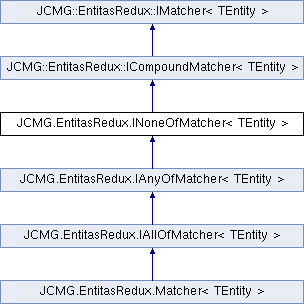 JCMG::EntitasRedux::IMatcher< TEntity >
JCMG::EntitasRedux::ICompoundMatcher< TEntity >
JCMG.EntitasRedux.INoneOfMatcher< TEntity >
JCMG.EntitasRedux.IAnyOfMatcher< TEntity >
JCMG.EntitasRedux.IAllOfMatcher< TEntity >
JCMG.EntitasRedux.Matcher< TEntity >